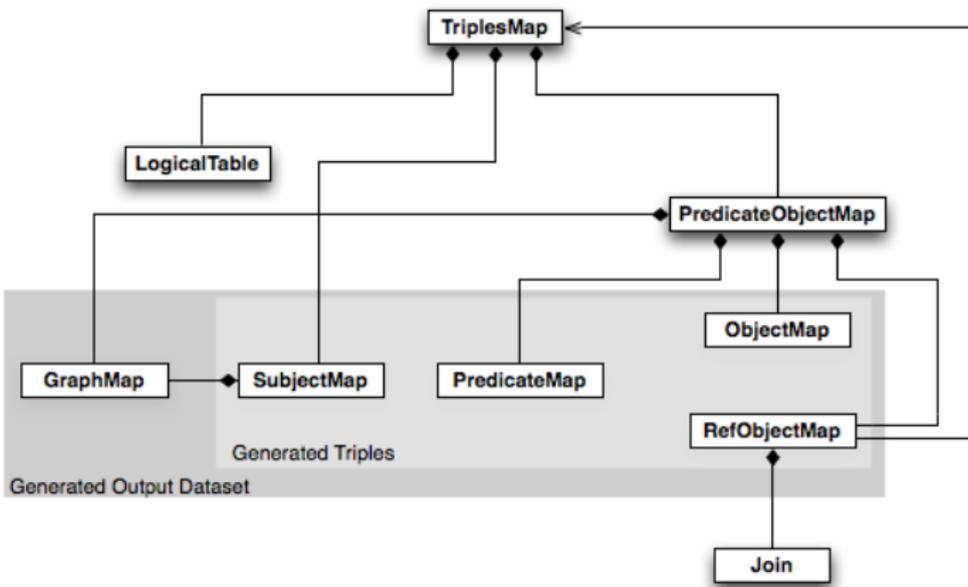 TriplesMap
LogicalTable
PredicateObjectMap
ObjectMap
GraphMap
SubjectMap
PredicateMap
RefObjectMap
Generated Triples
Generated Output Dataset
Join